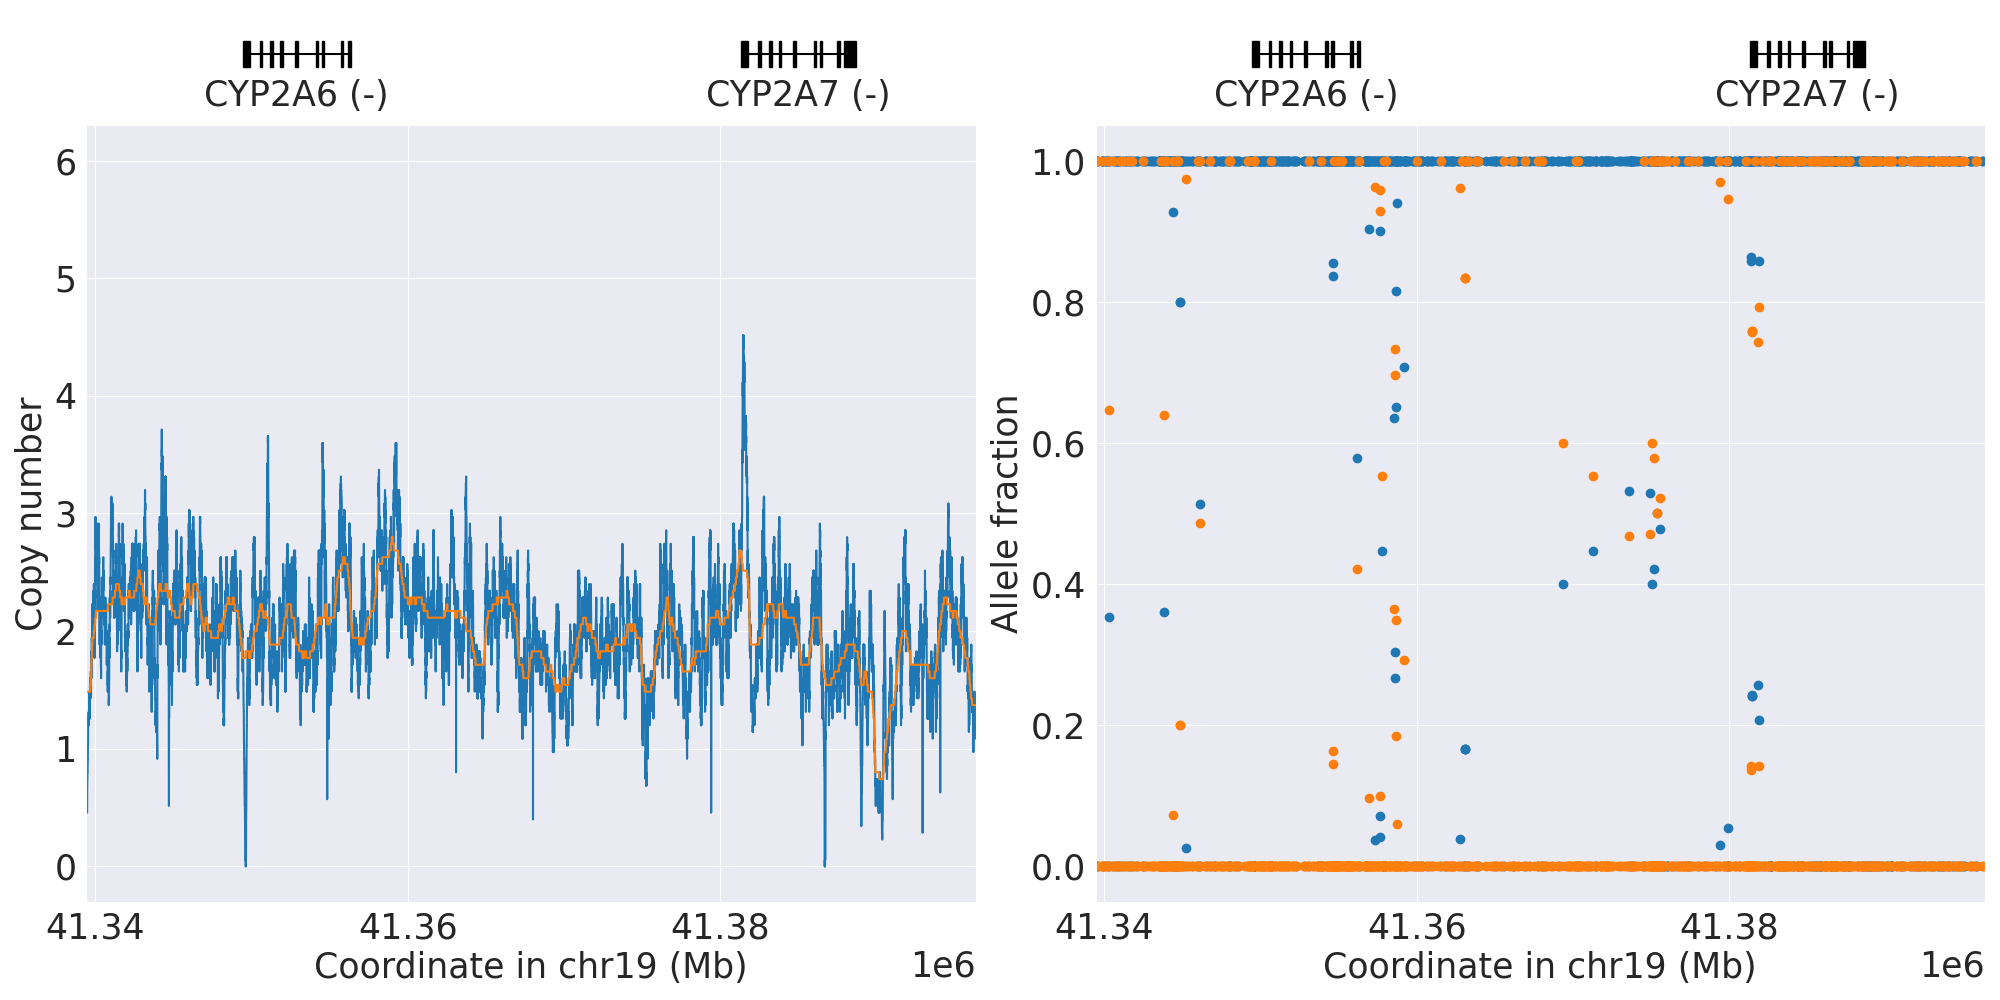 CYP2A6 (-) CYP2A7 (-)
6
5
4
3
2
1
0
Copy number
41.34 41.36 41.38
Coordinate in chr19 (Mb) 1e6
CYP2A6 (-) CYP2A7 (-)
1.0
0.8
0.6
0.4
0.2
0.0
Allele fraction
41.34 41.36 41.38
Coordinate in chr19 (Mb) 1e6